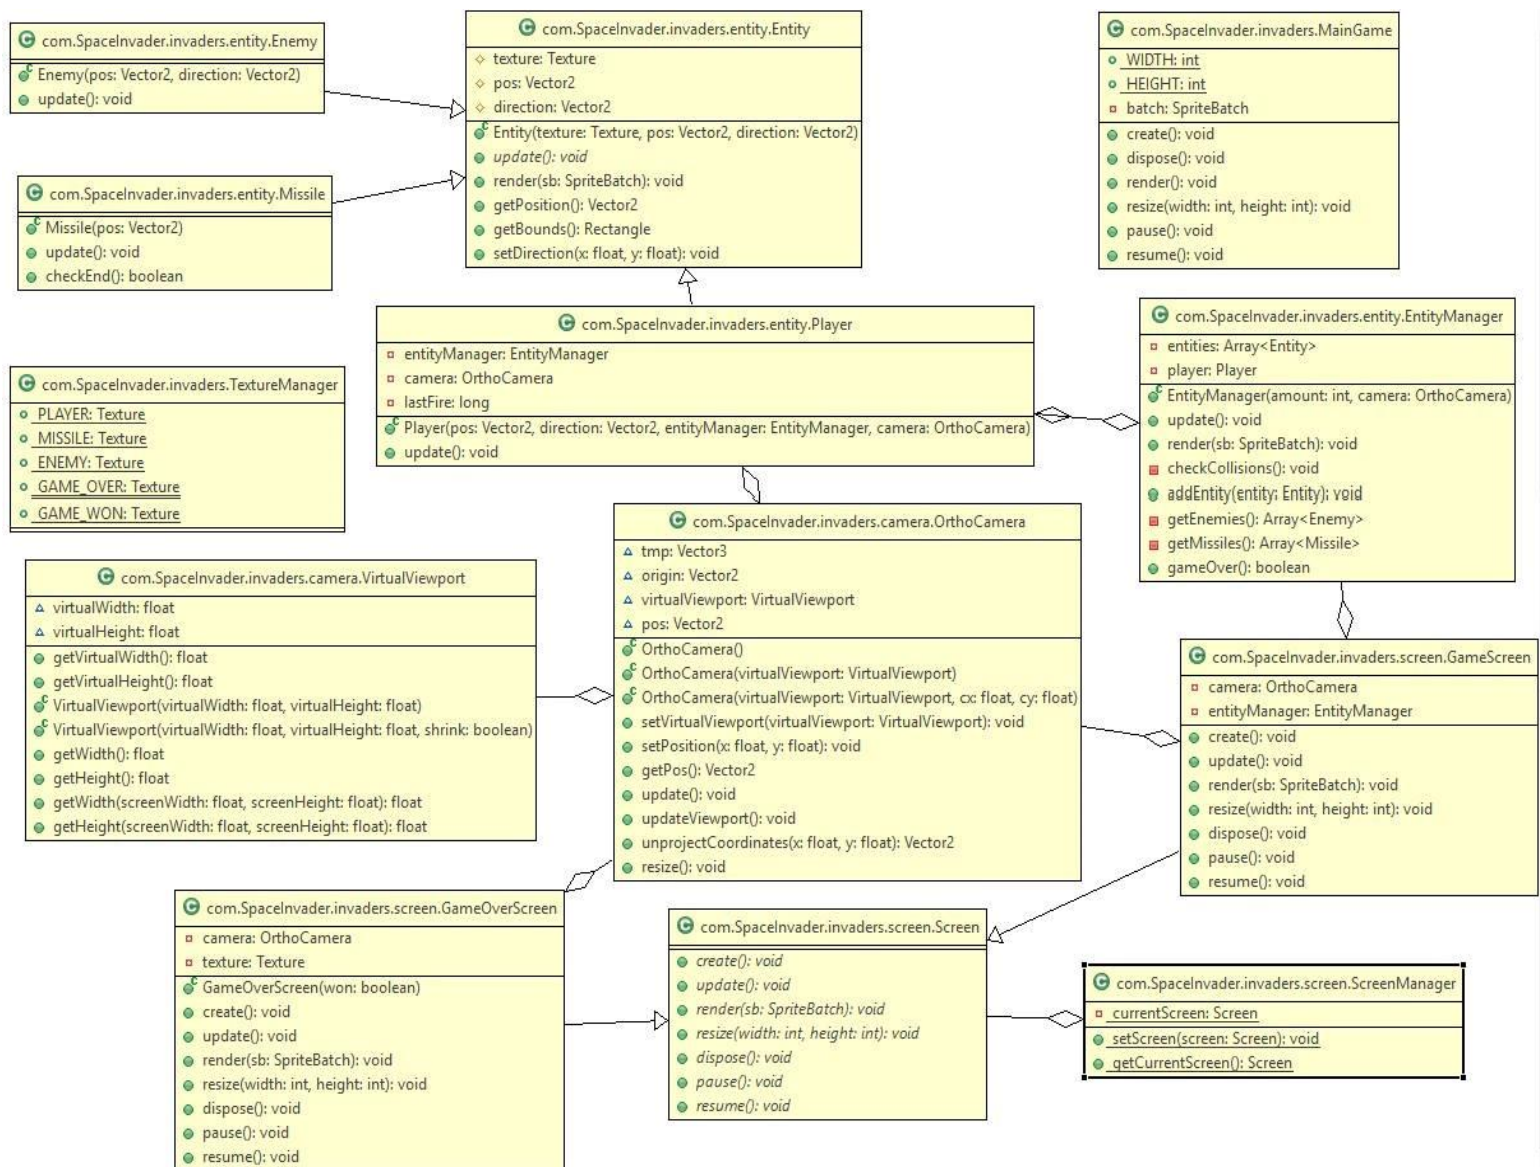 com.SpaceInvader.invaders.entity.Enemy
Enemy(pos: Vector2, direction: Vector2)
update(): void
com.SpaceInvader.invaders.entity.Entity
texture: Texture
pos: Vector2
direction: Vector2
Entity(texture: Texture, pos: Vector2, direction: Vector2)
update(): void
render(sb: SpriteBatch): void
getPosition(): Vector2
getBounds(): Rectangle
setDirection(x: float, y: float): void
com.SpaceInvader.invaders.MainGame
WIDTH: int
HEIGHT: int
batch: SpriteBatch
create(): void
dispose(): void
render(): void
resize(width: int, height: int): void
pause(): void
resume(): void
com.SpaceInvader.invaders.entity.Missile
Missile(pos: Vector2)
update(): void
checkEnd(): boolean
com.SpaceInvader.invaders.entity.Player
entityManager: EntityManager
camera: OrthoCamera
lastFire: long
Player(pos: Vector2, direction: Vector2, entityManager: EntityManager, camera: OrthoCamera)
update(): void
com.SpaceInvader.invaders.entity.EntityManager
entities: Array<Entity>
player: Player
EntityManager(amount: int, camera: OrthoCamera)
update(): void
render(sb: SpriteBatch): void
checkCollisions(): void
addEntity(entity: Entity): void
getEnemies(): Array<Enemy>
getMissiles(): Array<Missile>
gameOver(): boolean
com.SpaceInvader.invaders.TextureManager
PLAYER: Texture
MISSILE: Texture
ENEMY: Texture
GAME_OVER: Texture
GAME_WON: Texture
com.SpaceInvader.invaders.camera.VirtualViewport
virtualWidth: float
virtualHeight: float
getVirtualWidth(): float
getVirtualHeight(): float
VirtualViewport(virtualWidth: float, virtualHeight: float)
VirtualViewport(virtualWidth: float, virtualHeight: float, shrink: boolean)
getWidth(): float
getHeight(): float
getWidth(screenWidth: float, screenHeight: float): float
getHeight(screenWidth: float, screenHeight: float): float
com.SpaceInvader.invaders.camera.OrthoCamera
tmp: Vector3
origin: Vector2
virtualViewport: VirtualViewport
pos: Vector2
OrthoCamera()
OrthoCamera(virtualViewport: VirtualViewport)
OrthoCamera(virtualViewport: VirtualViewport, cx: float, cy: float)
setVirtualViewport(virtualViewport: VirtualViewport): void
setPosition(x: float, y: float): void
getPos(): Vector2
update(): void
updateViewport(): void
unprojectCoordinates(x: float, y: float): Vector2
resize(): void
com.SpaceInvader.invaders.screen.GameScreen
camera: OrthoCamera
entityManager: EntityManager
create(): void
update(): void
render(sb: SpriteBatch): void
resize(width: int, height: int): void
dispose(): void
pause(): void
resume(): void
com.SpaceInvader.invaders.screen.GameOverScreen
camera: OrthoCamera
texture: Texture
GameOverScreen(won: boolean)
create(): void
update(): void
render(sb: SpriteBatch): void
resize(width: int, height: int): void
dispose(): void
pause(): void
resume(): void
com.SpaceInvader.invaders.screen.Screen
create(): void
update(): void
render(sb: SpriteBatch): void
resize(width: int, height: int): void
dispose(): void
pause(): void
resume(): void
com.SpaceInvader.invaders.screen.ScreenManager
currentScreen: Screen
setScreen(screen: Screen): void
getCurrentScreen(): Screen